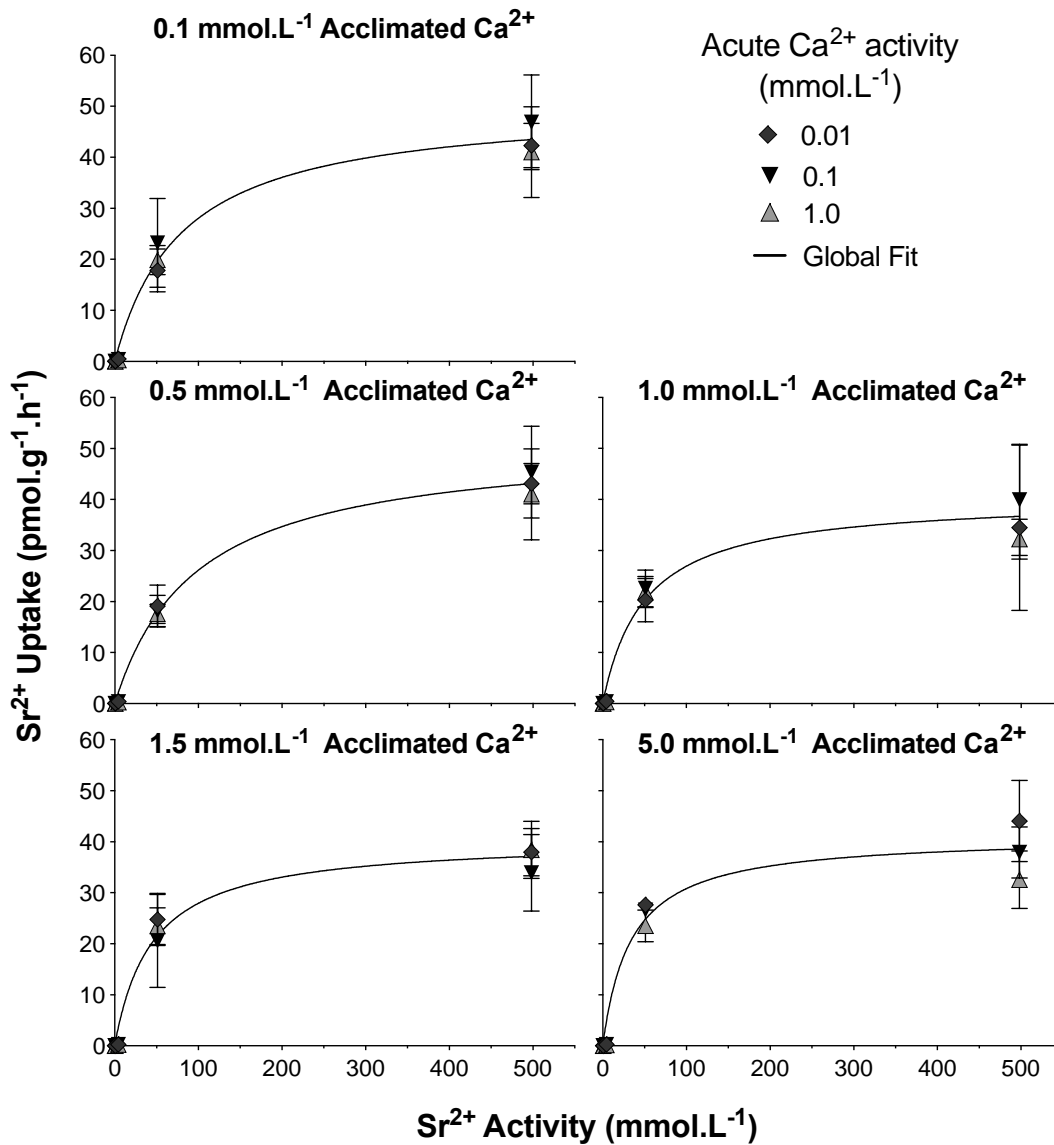 0.1 mmol.L⁻¹ Acclimated Ca²⁺
60
50
40
30
20
10
0
Acute Ca²⁺ activity
(mmol.L⁻¹)
0.01
0.1
1.0
Global Fit
0.5 mmol.L⁻¹ Acclimated Ca²⁺
60
50
40
30
20
10
0
1.0 mmol.L⁻¹ Acclimated Ca²⁺
Sr²⁺ Uptake (pmol.g⁻¹.h⁻¹)
1.5 mmol.L⁻¹ Acclimated Ca²⁺
60
50
40
30
20
10
0
0 100 200 300 400 500
5.0 mmol.L⁻¹ Acclimated Ca²⁺
0 100 200 300 400 500
Sr²⁺ Activity (mmol.L⁻¹)